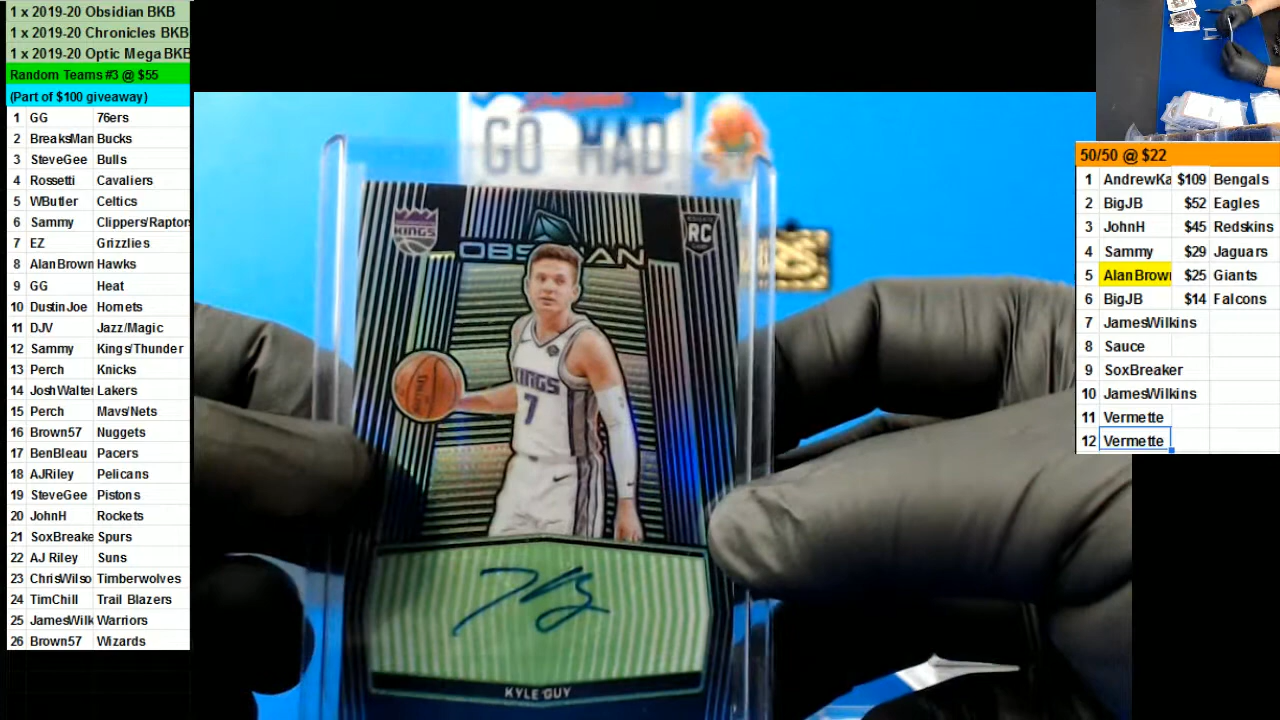 1 x 2019-20 Obsidian BKB
1 x 2019-20 Chronicles BKB
1 x 2019-20 Optic Mega BKB
Random Teams #3 @ $55
(Part of $100 giveaway)
1 GG 76ers
2 BreaksMan Bucks
3 SteveGee Bulls
4 Rossetti Cavaliers
5 WButler Celtics
6 Sammy Clippers/Raptors
7 EZ Grizzlies
8 AlanBrown Hawks
9 GG Heat
10 DustinJoe Hornets
11 DJV Jazz/Magic
12 Sammy Kings/Thunder
13 Perch Knicks
14 JoshWalter Lakers
15 Perch Mavs/Nets
16 Brown57 Nuggets
17 BenBleau Pacers
18 AJRiley Pelicans
19 SteveGee Pistons
20 JohnH Rockets
21 SoxBreake Spurs
22 AJ Riley Suns
23 ChrisWilso Timberwolves
24 TimChill Trail Blazers
25 JamesWilk Warriors
26 Brown57 Wizards
GO MAD
KINGS
OBSIDIAN
RC
KINGS
7
KYLE GUY
50/50 @ $22
1 AndrewKa $109 Bengals
2 BigJB $52 Eagles
3 JohnH $45 Redskins
4 Sammy $29 Jaguars
5 AlanBrown $25 Giants
6 BigJB $14 Falcons
7 JamesWilkins
8 Sauce
9 SoxBreaker
10 JamesWilkins
11 Vermette
12 Vermette